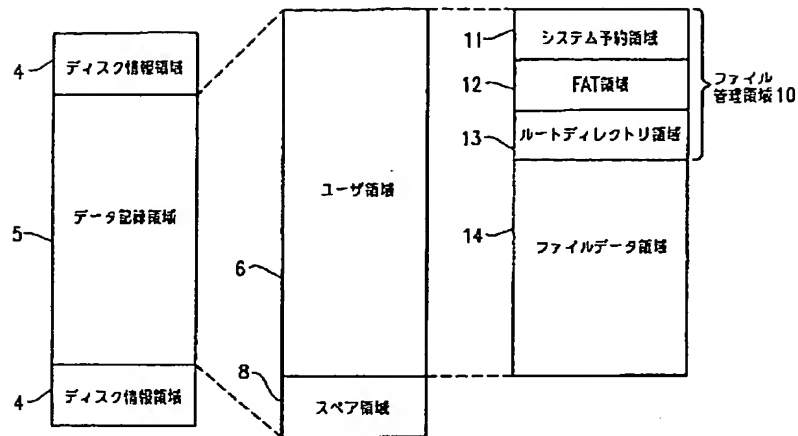 4
ディスク情報領域
5
データ記録領域
4
ディスク情報領域
6
ユーザ領域
8
スペア領域
11
システム予約領域
12
FAT領域
13
ルートディレクトリ領域
14
ファイルデータ領域
ファイル
管理領域10